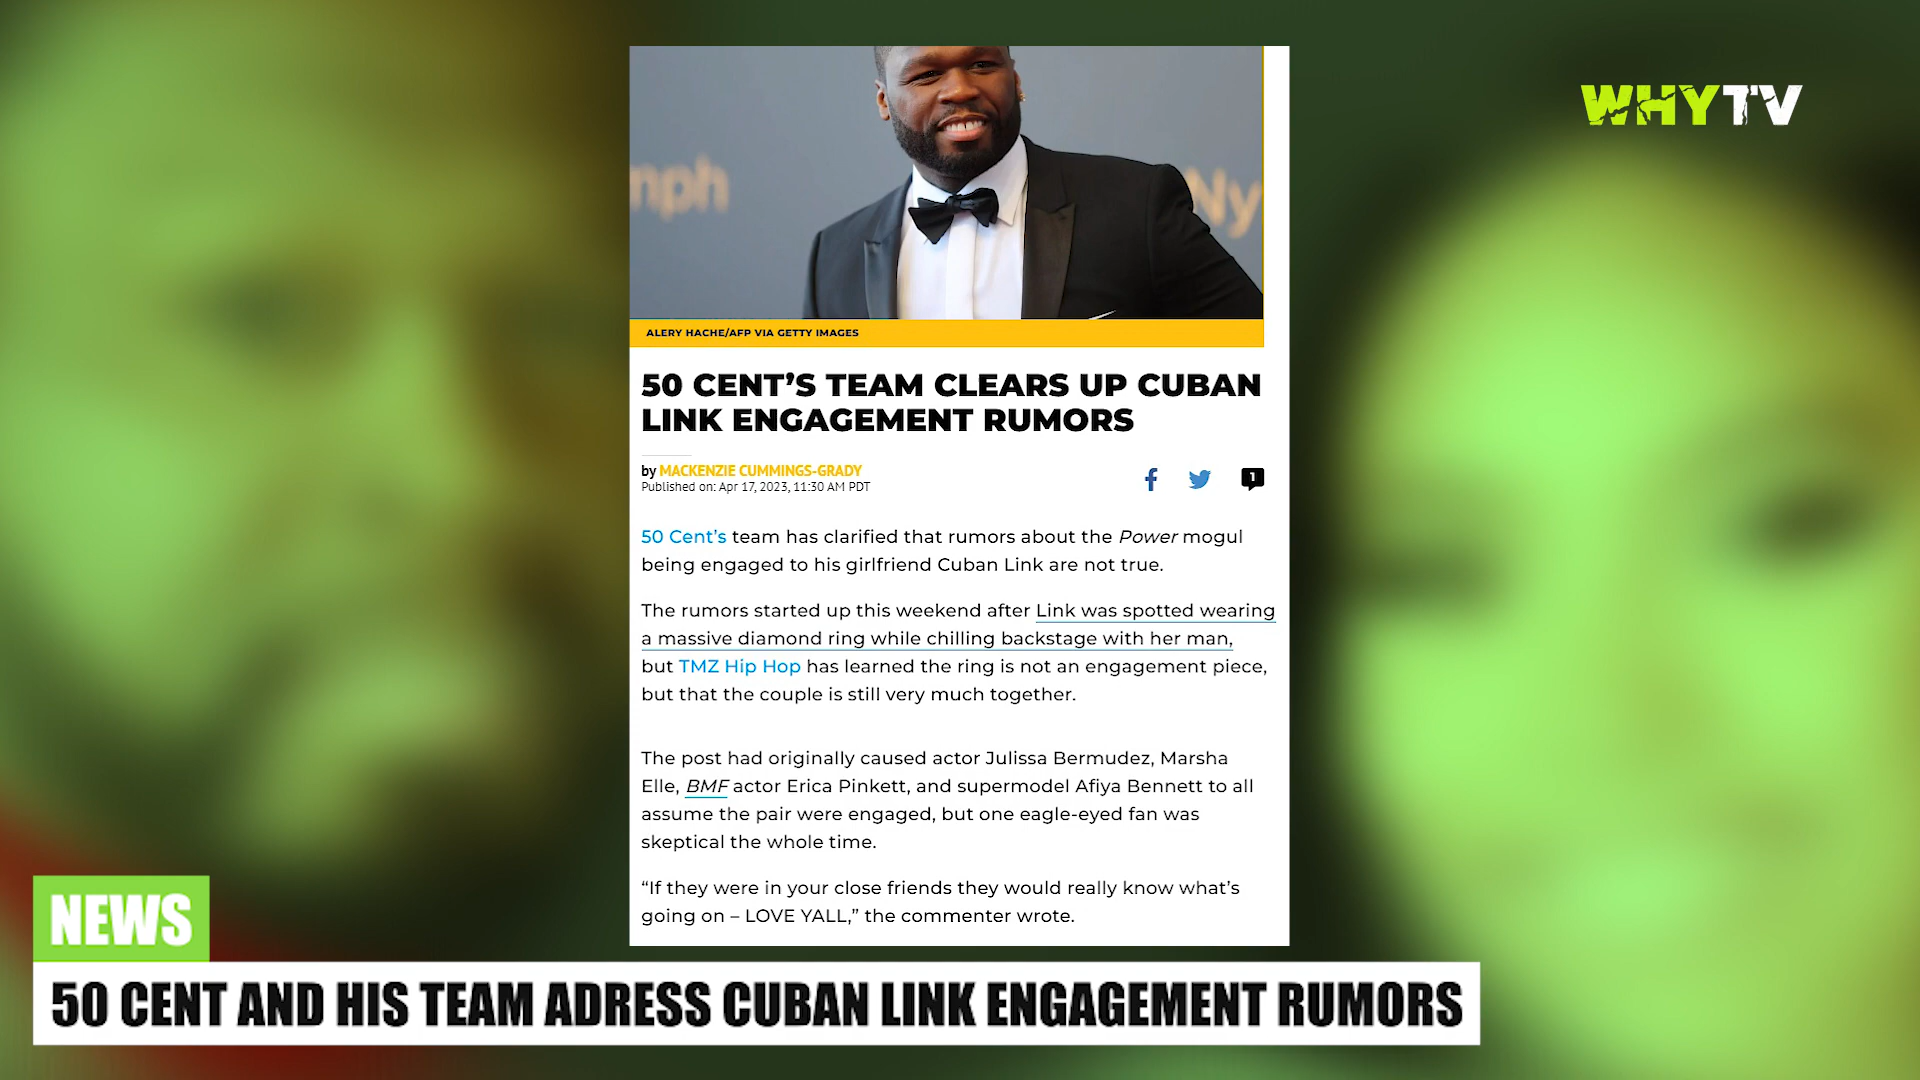 WHYTV
mph
Ny
ALERY HACHE/AFP VIA GETTY IMAGES
50 CENT’S TEAM CLEARS UP CUBAN
LINK ENGAGEMENT RUMORS
by MACKENZIE CUMMINGS-GRADY
Published on: Apr 17, 2023, 11:30 AM PDT
1
50 Cent’s team has clarified that rumors about the Power mogul
being engaged to his girlfriend Cuban Link are not true.
The rumors started up this weekend after Link was spotted wearing
a massive diamond ring while chilling backstage with her man,
but TMZ Hip Hop has learned the ring is not an engagement piece,
but that the couple is still very much together.
The post had originally caused actor Julissa Bermudez, Marsha
Elle, BMF actor Erica Pinkett, and supermodel Afiya Bennett to all
assume the pair were engaged, but one eagle-eyed fan was
skeptical the whole time.
“If they were in your close friends they would really know what’s
going on – LOVE YALL,” the commenter wrote.
NEWS
50 CENT AND HIS TEAM ADRESS CUBAN LINK ENGAGEMENT RUMORS